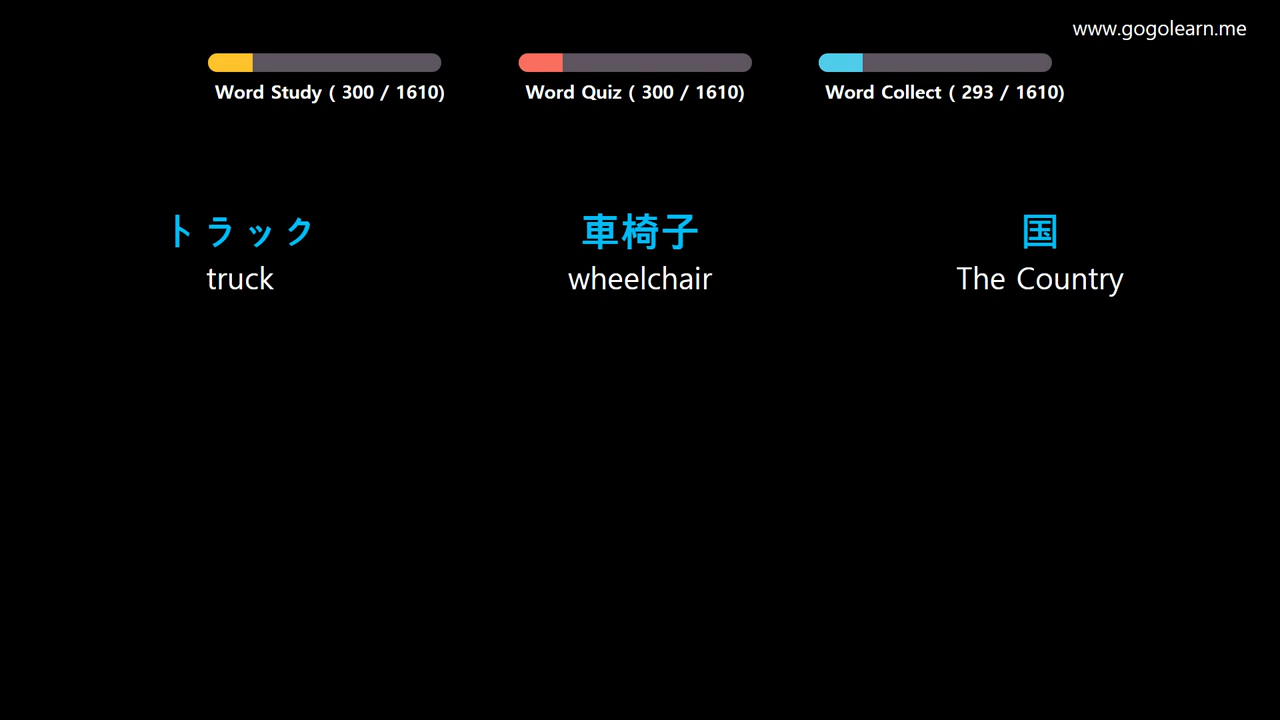 www.gogolearn.me
Word Study ( 300 / 1610)
Word Quiz ( 300 / 1610)
Word Collect ( 293 / 1610)
トラック
truck
車椅子
wheelchair
国
The Country